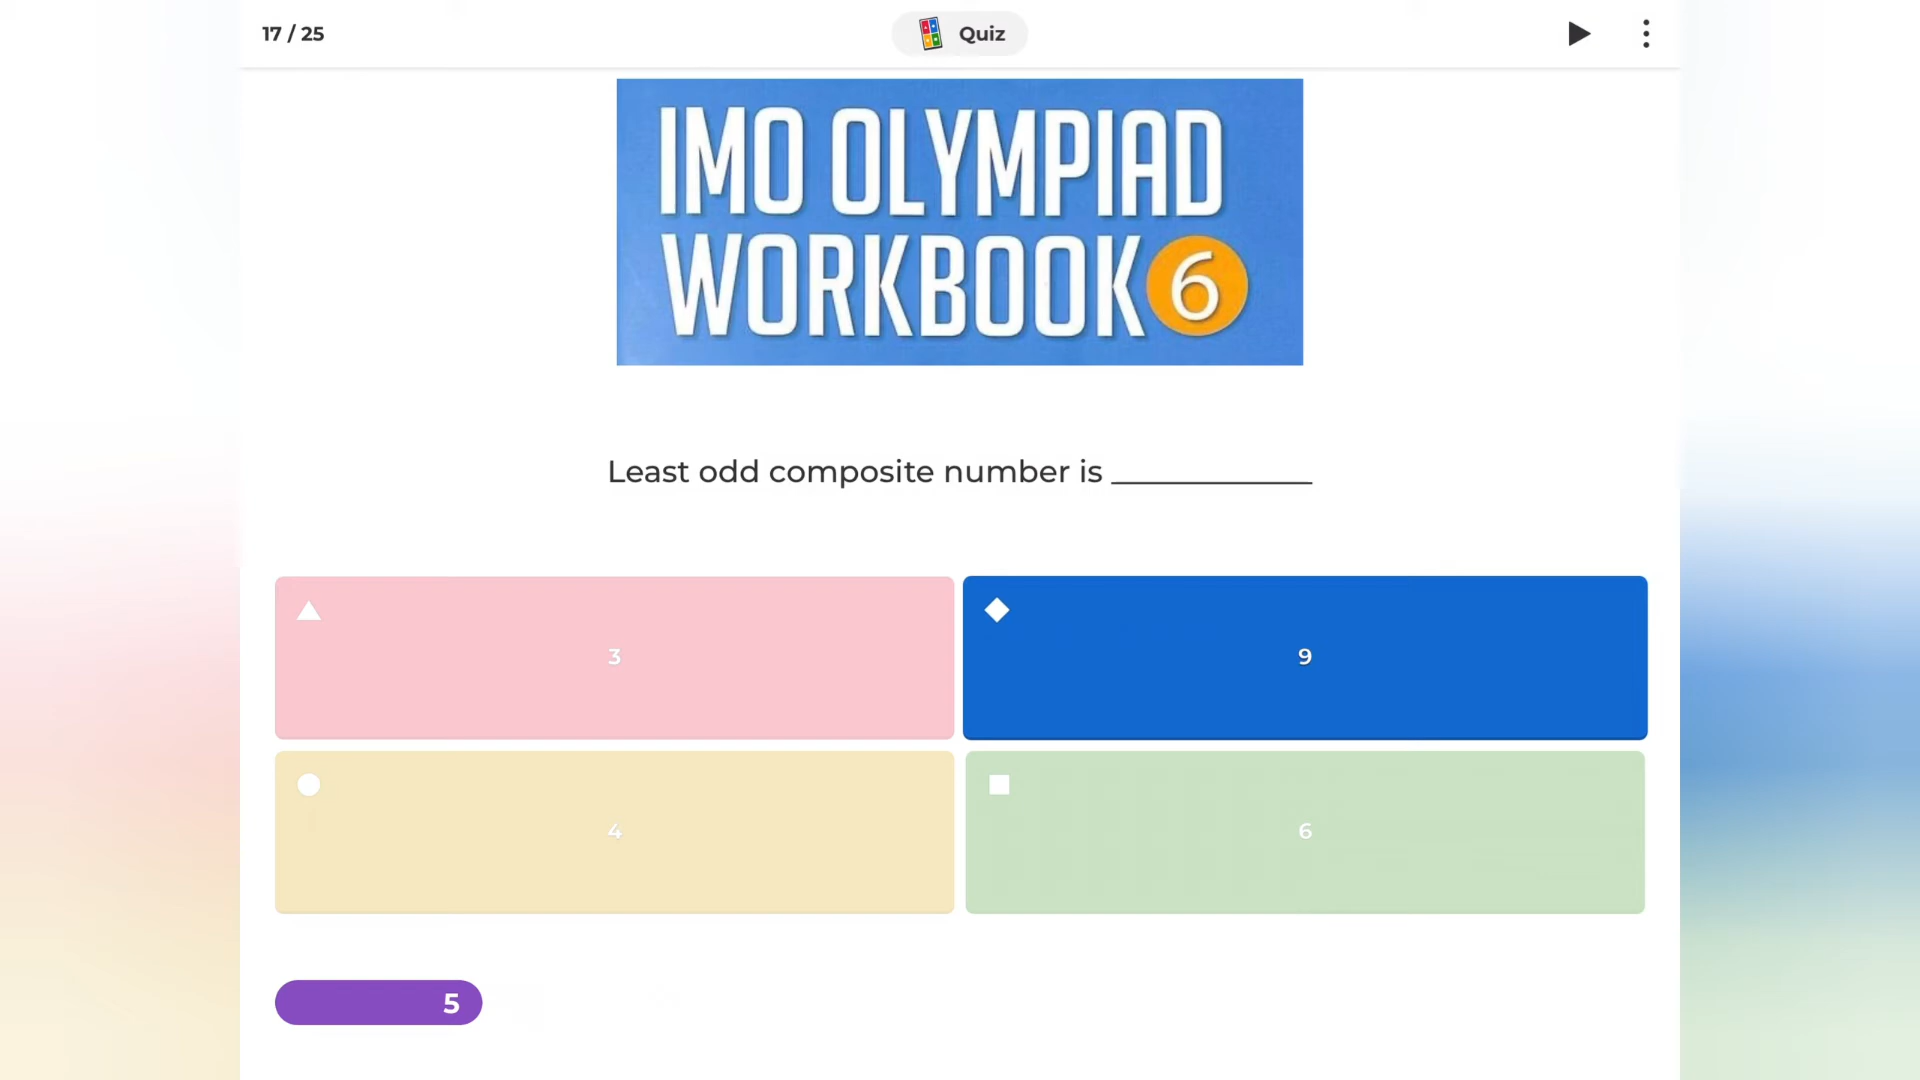 17 / 25
Quiz
IMO OLYMPIAD
WORKBOOK 6
Least odd composite number is ____________
3
9
4
6
5